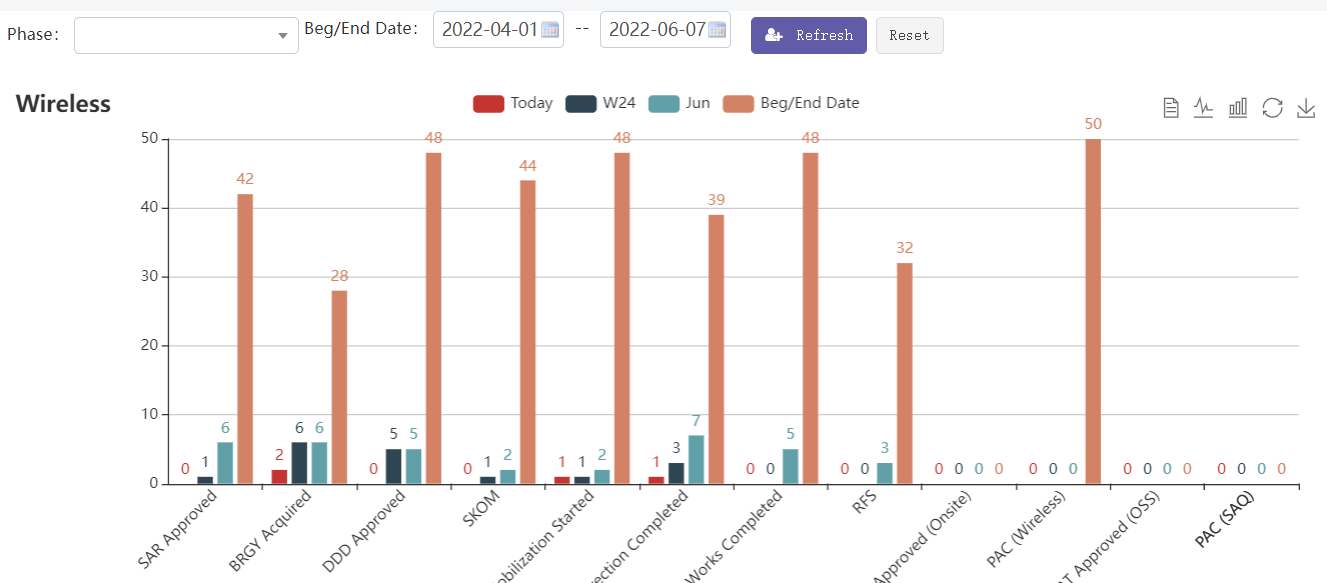 Phase: Beg/End Date: 2022-04-01 -- 2022-06-07 Refresh Reset
Wireless Today W24 Jun Beg/End Date
50
40
30
20
10
0
0 1 6 42
2 6 6 28
0 5 5 48
0 1 2 44
1 1 2 48
1 3 7 39
0 0 5 48
0 0 3 32
0 0 0 0
0 0 0 50
0 0 0 0
0 0 0 0
SAR Approved
BRGY Acquired
DDD Approved
SKOM
obilization Started
ection Completed
Works Completed
RFS
Approved (Onsite)
PAC (Wireless)
T Approved (OSS)
PAC (SAQ)